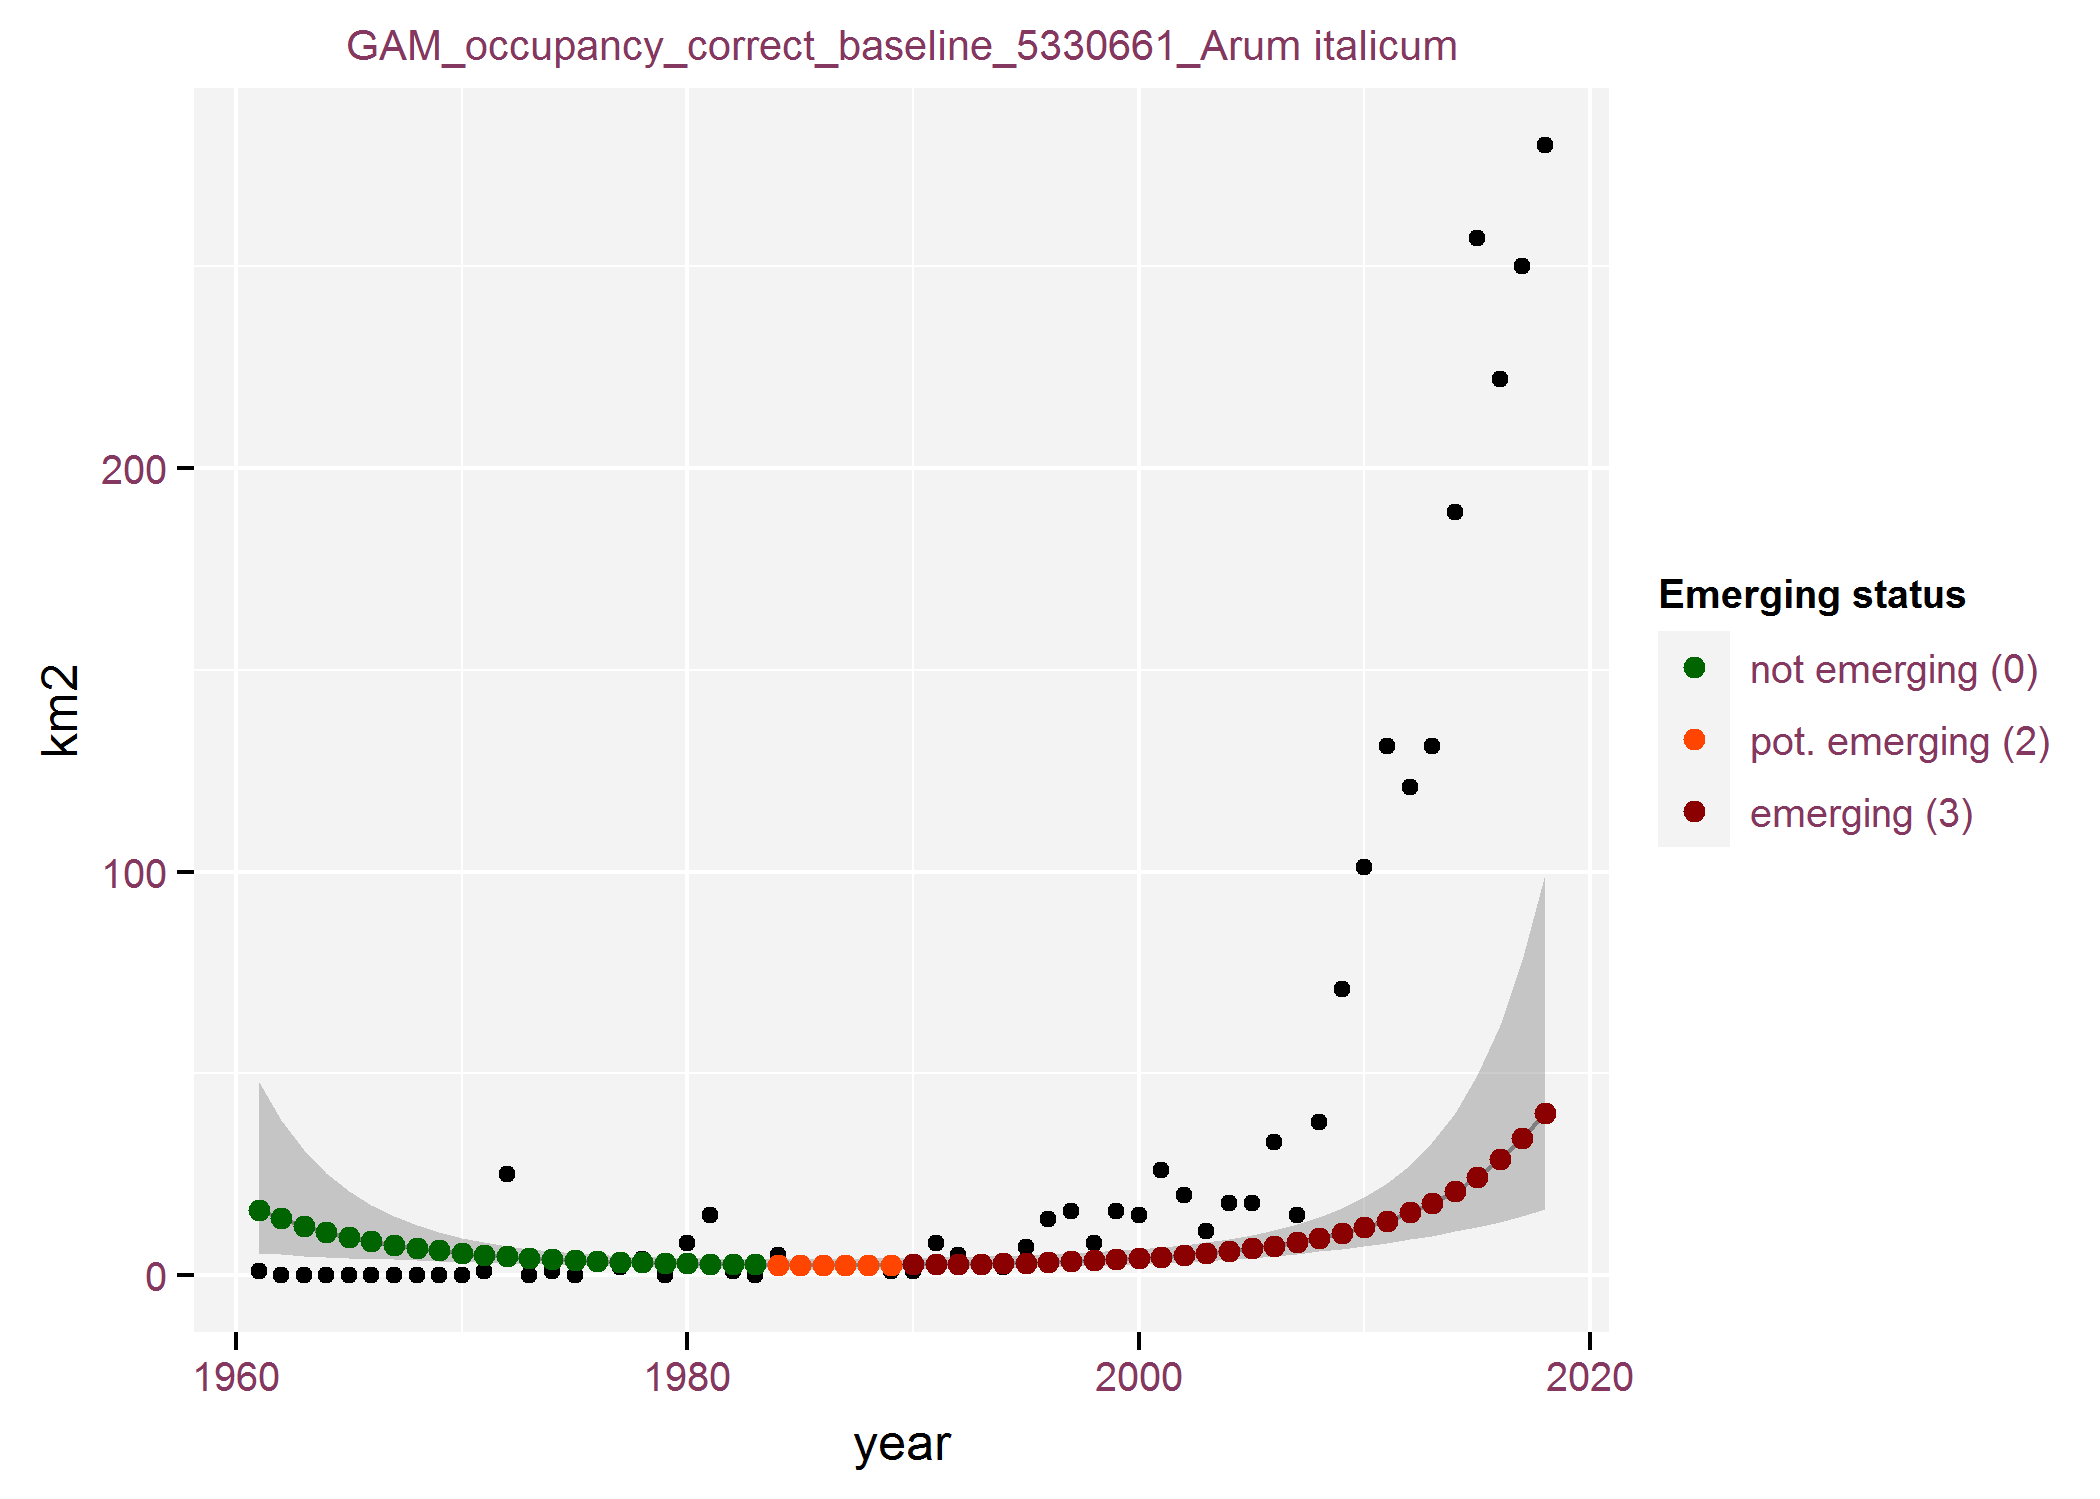 GAM_occupancy_correct_baseline_5330661_Arum italicum
km2
200
100
0
1960 1980 2000 2020
year
Emerging status
not emerging (0)
pot. emerging (2)
emerging (3)